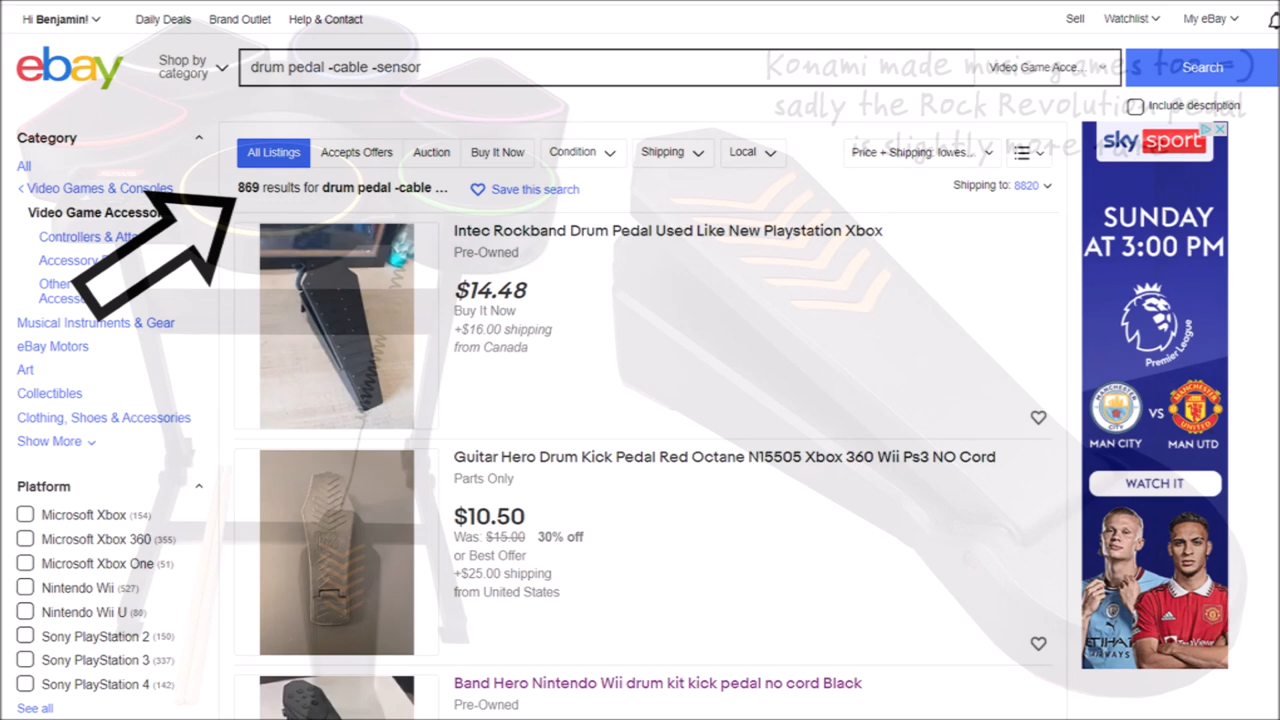 Hi Benjamin!
Daily Deals
Brand Outlet
Help & Contact
Sell
Watchlist
My eBay
ebay
Shop by
category
drum pedal -cable -sensor
Video Game Acce...
Search
Konami made music games too =)
sadly the Rock Revolution pedal
is slightly more rare
Include description
Category
All
Video Games & Consoles
Video Game Accessor
Controllers & Atta
Accessory
Other
Access
Musical Instruments & Gear
eBay Motors
Art
Collectibles
Clothing, Shoes & Accessories
Show More
Platform
Microsoft Xbox (154)
Microsoft Xbox 360 (355)
Microsoft Xbox One (51)
Nintendo Wii (527)
Nintendo Wii U (80)
Sony PlayStation 2 (150)
Sony PlayStation 3 (337)
Sony PlayStation 4 (142)
See all
All Listings
Accepts Offers
Auction
Buy It Now
Condition
Shipping
Local
Price + Shipping: lowes...
869 results for drum pedal -cable ...
Save this search
Shipping to: 8820
Intec Rockband Drum Pedal Used Like New Playstation Xbox
Pre-Owned
$14.48
Buy It Now
+$16.00 shipping
from Canada
Guitar Hero Drum Kick Pedal Red Octane N15505 Xbox 360 Wii Ps3 NO Cord
Parts Only
$10.50
Was: $15.00 30% off
or Best Offer
+$25.00 shipping
from United States
Band Hero Nintendo Wii drum kit kick pedal no cord Black
Pre-Owned
sky sport
SUNDAY
AT 3:00 PM
Premier
League
MAN CITY
VS
MAN UTD
WATCH IT